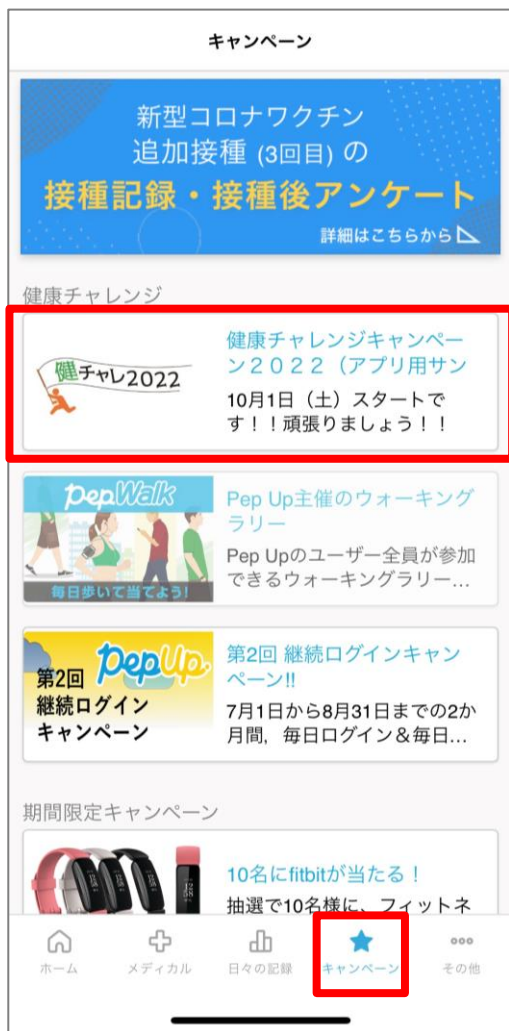 キャンペーン
新型コロナワクチン
追加接種 (3回目) の
接種記録・接種後アンケート
詳細はこちらから
健康チャレンジ
健チャレ2022
健康チャレンジキャンペー
ン２０２２（アプリ用サン
10月1日（土）スタートで
す！！頑張りましょう！！
PepWalk
毎日歩いて当てよう!
Pep Up主催のウォーキング
ラリー
Pep Upのユーザー全員が参加
できるウォーキングラリー…
第2回 PepUp.
継続ログイン
キャンペーン
第2回 継続ログインキャン
ペーン!!
7月1日から8月31日までの2か
月間，毎日ログイン＆毎日…
期間限定キャンペーン
10名にfitbitが当たる！
抽選で10名様に、フィットネ
ホーム メディカル 日々の記録 キャンペーン その他